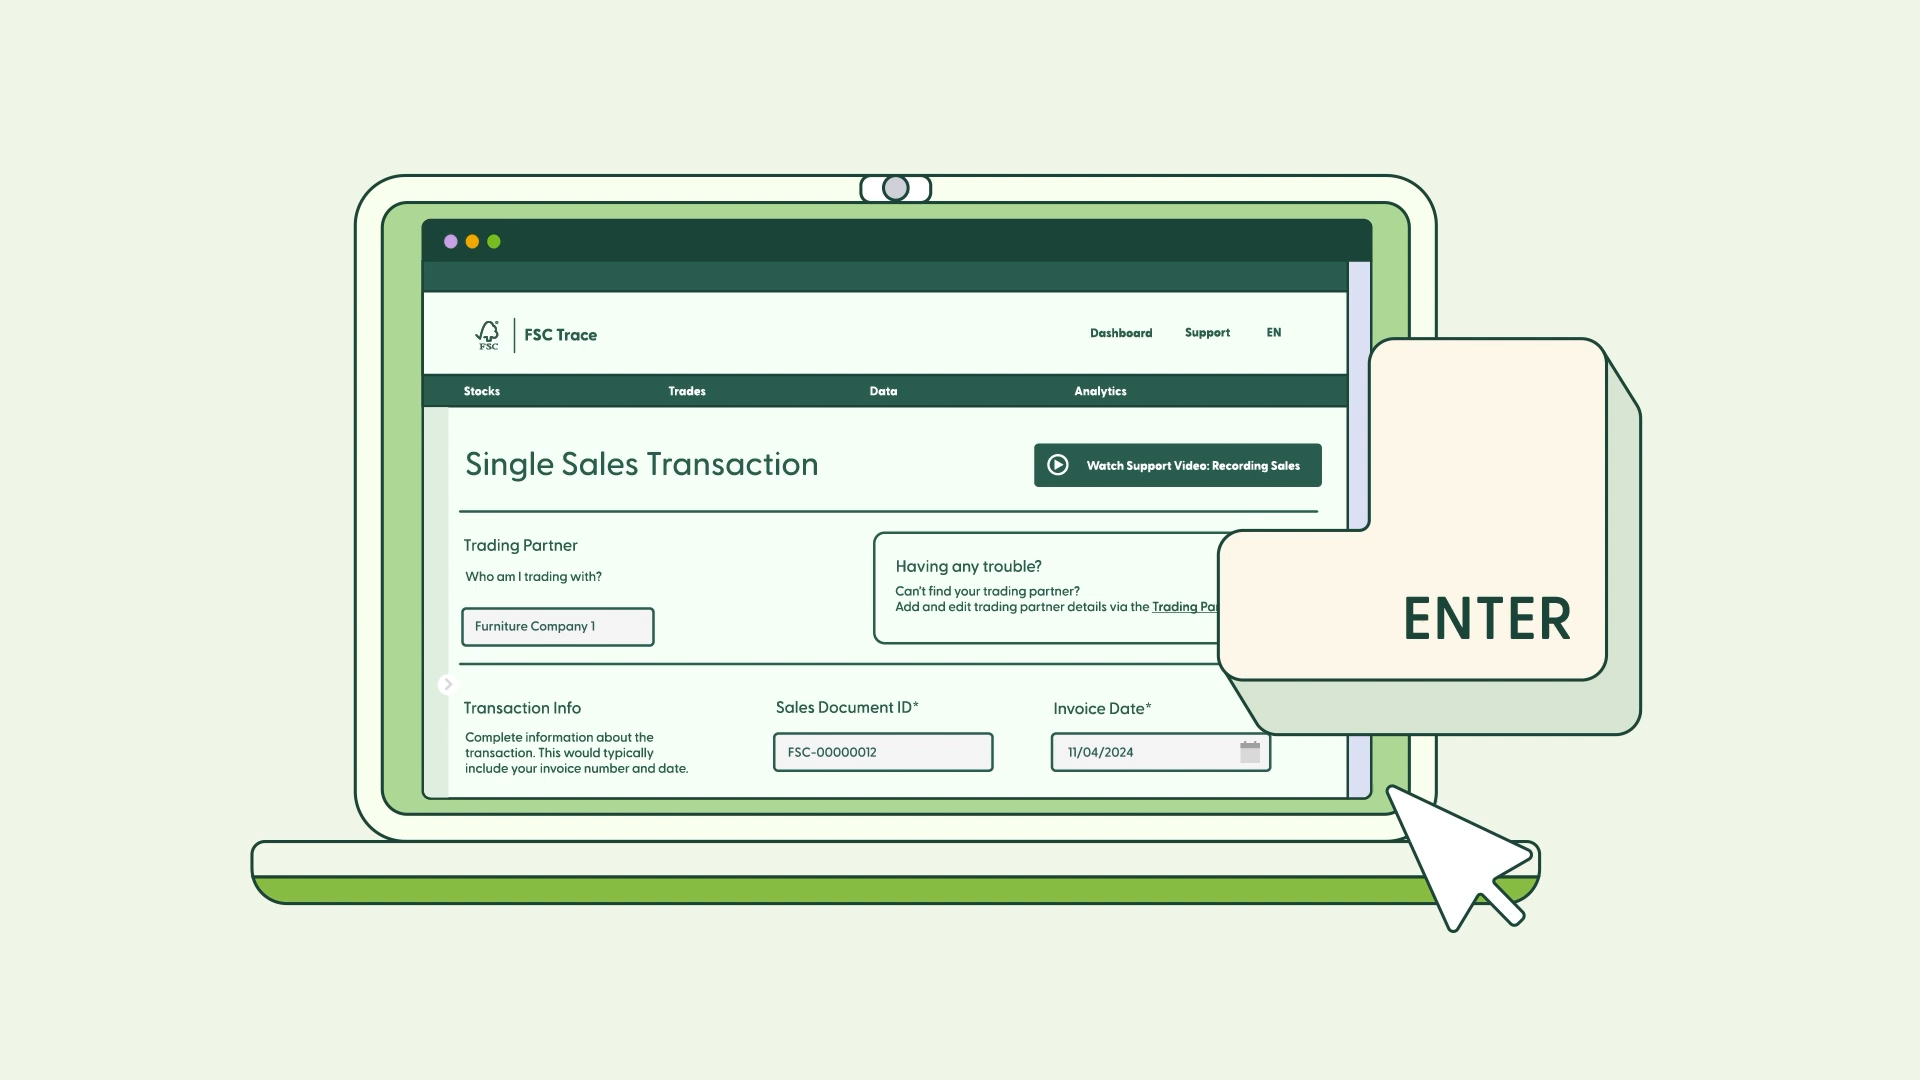 FSC
FSC Trace
Dashboard
Support
EN
Stocks
Trades
Data
Analytics
Single Sales Transaction
Watch Support Video: Recording Sales
Trading Partner
Who am I trading with?
Furniture Company 1
Having any trouble?
Can't find your trading partner?
Add and edit trading partner details via the Trading
ENTER
Transaction Info
Complete information about the
transaction. This would typically
include your invoice number and date.
Sales Document ID*
FSC-00000012
Invoice Date*
11/04/2024